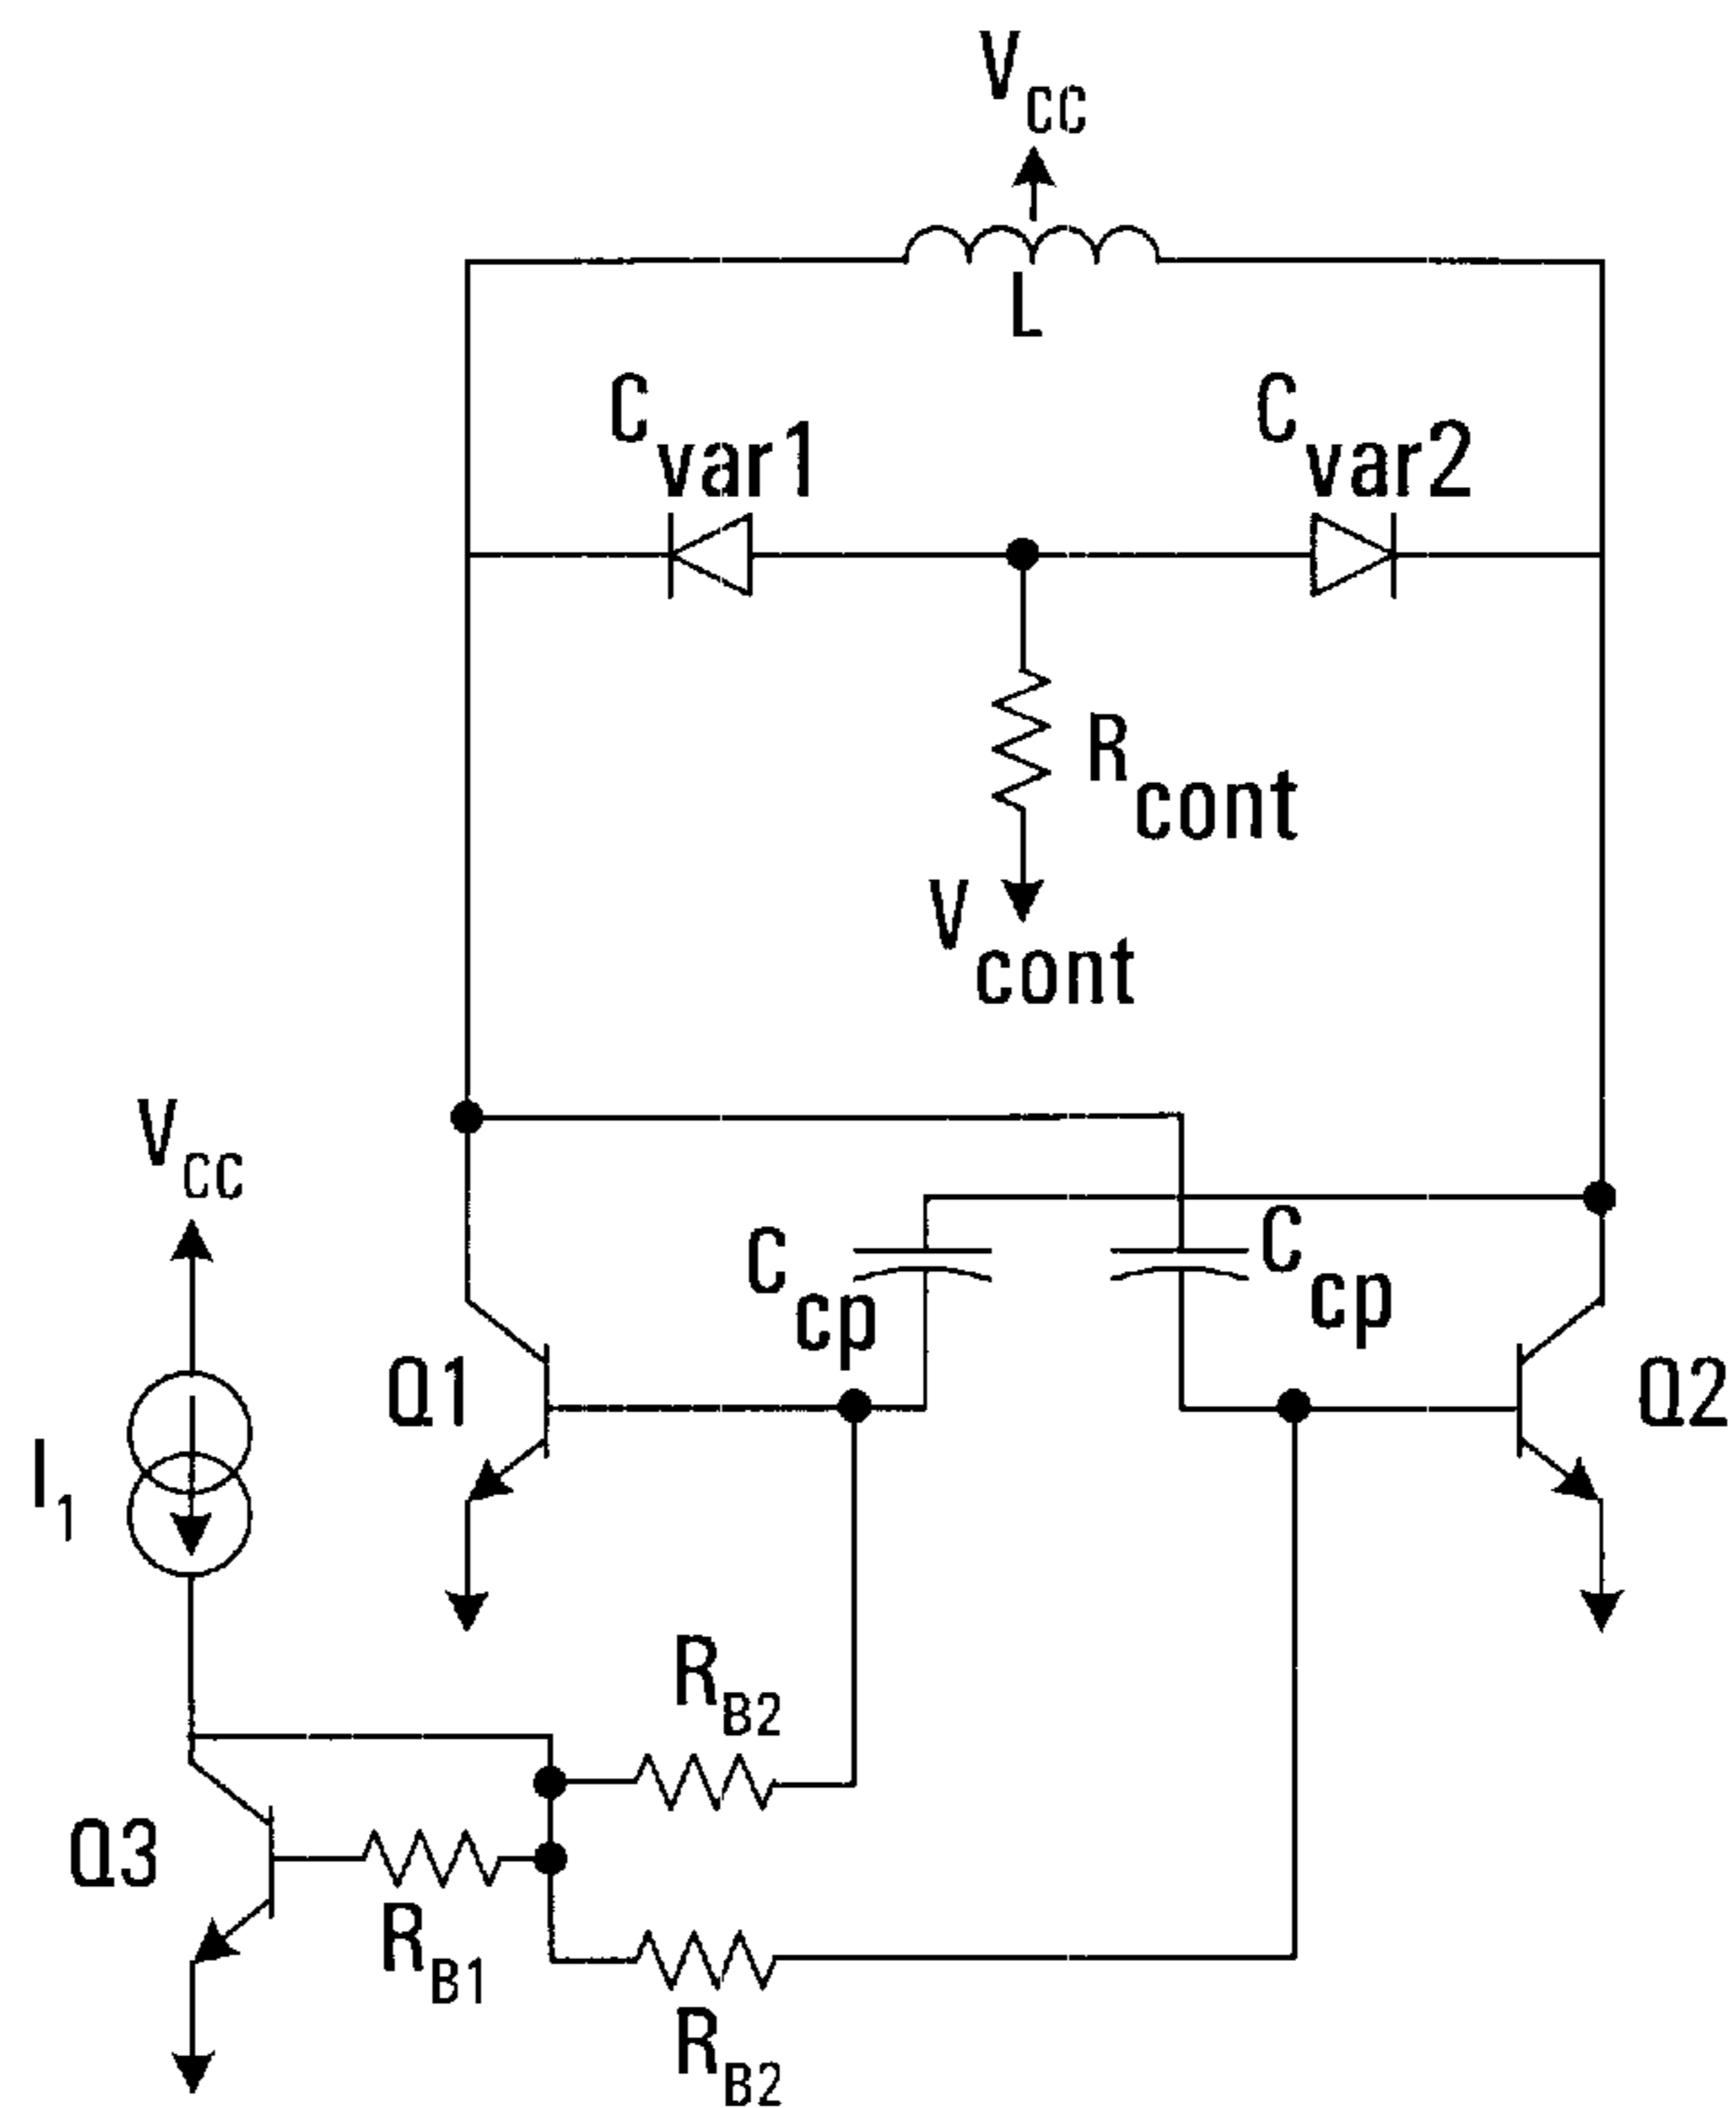 VCC
L
Cvar1
Cvar2
Rcont
Vcont
VCC
Ccp
Ccp
Q1
Q2
I1
RB2
Q3
RB1
RB2